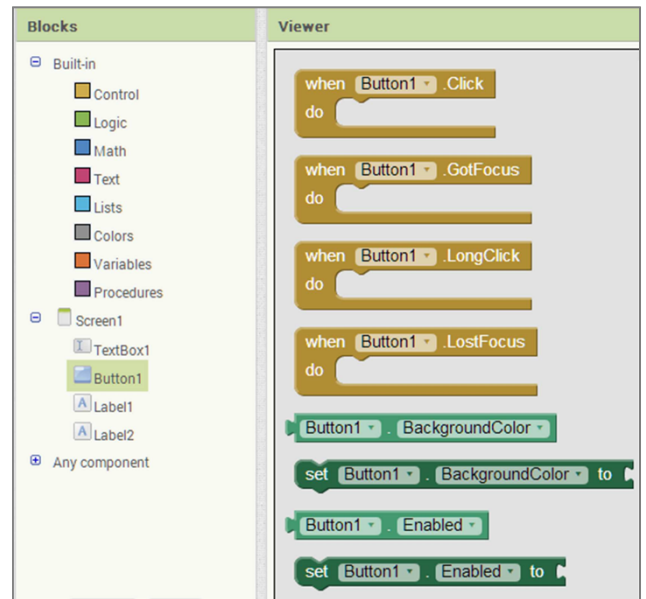 Blocks
Viewer
Built-in
Control
Logic
Math
Text
Lists
Colors
Variables
Procedures
Screen1
TextBox1
Button1
Label1
Label2
Any component
when Button1 .Click
do
when Button1 .GotFocus
do
when Button1 .LongClick
do
when Button1 .LostFocus
do
Button1 . BackgroundColor
set Button1 . BackgroundColor to
Button1 . Enabled
set Button1 . Enabled to